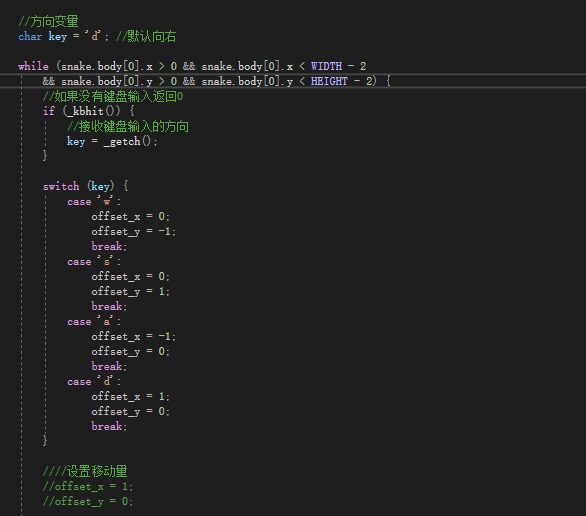 //方向变量
char key = 'd'; //默认向右
while (snake.body[0].x > 0 && snake.body[0].x < WIDTH - 2
&& snake.body[0].y > 0 && snake.body[0].y < HEIGHT - 2) {
//如果没有键盘输入返回0
if (_kbhit()) {
//接收键盘输入的方向
key = _getch();
}
switch (key) {
case 'w':
offset_x = 0;
offset_y = -1;
break;
case 's':
offset_x = 0;
offset_y = 1;
break;
case 'a':
offset_x = -1;
offset_y = 0;
break;
case 'd':
offset_x = 1;
offset_y = 0;
break;
}
////设置移动量
//offset_x = 1;
//offset_y = 0;